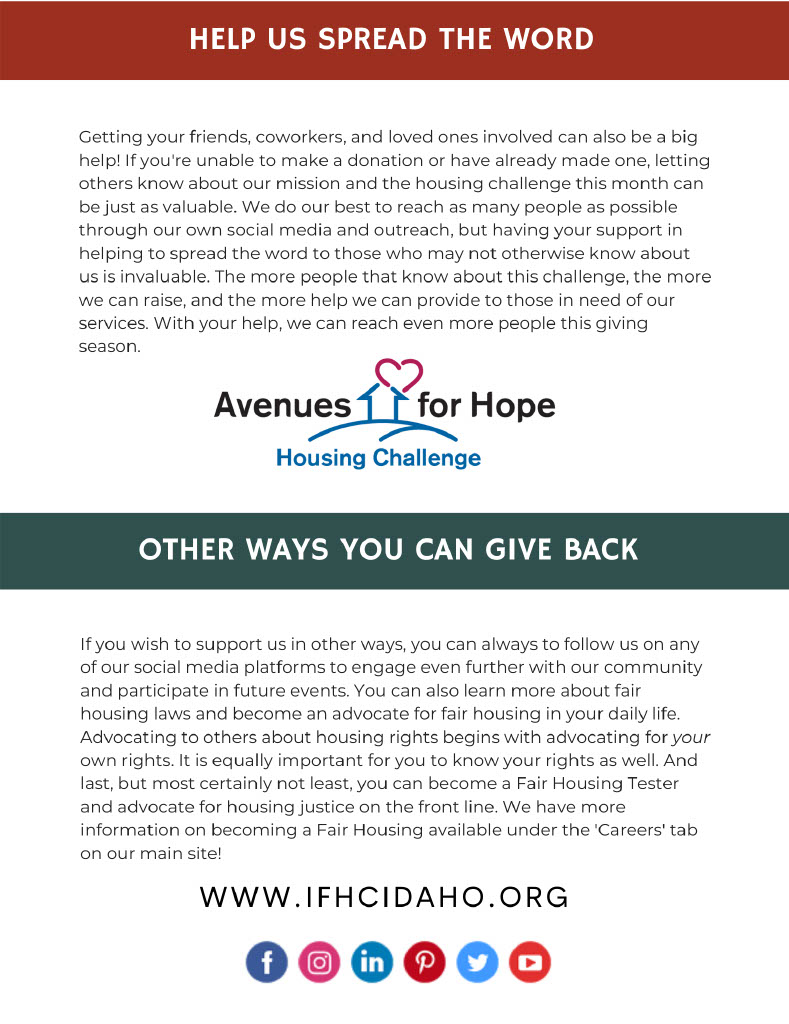 HELP US SPREAD THE WORD
Getting your friends, coworkers, and loved ones involved can also be a big
help! If you're unable to make a donation or have already made one, letting
others know about our mission and the housing challenge this month can
be just as valuable. We do our best to reach as many people as possible
through our own social media and outreach, but having your support in
helping to spread the word to those who may not otherwise know about
us is invaluable. The more people that know about this challenge, the more
we can raise, and the more help we can provide to those in need of our
services. With your help, we can reach even more people this giving
season.
Avenues for Hope
Housing Challenge
OTHER WAYS YOU CAN GIVE BACK
If you wish to support us in other ways, you can always to follow us on any
of our social media platforms to engage even further with our community
and participate in future events. You can also learn more about fair
housing laws and become an advocate for fair housing in your daily life.
Advocating to others about housing rights begins with advocating for your
own rights. It is equally important for you to know your rights as well. And
last, but most certainly not least, you can become a Fair Housing Tester
and advocate for housing justice on the front line. We have more
information on becoming a Fair Housing available under the 'Careers' tab
on our main site!
WWW.IFHCIDAHO.ORG